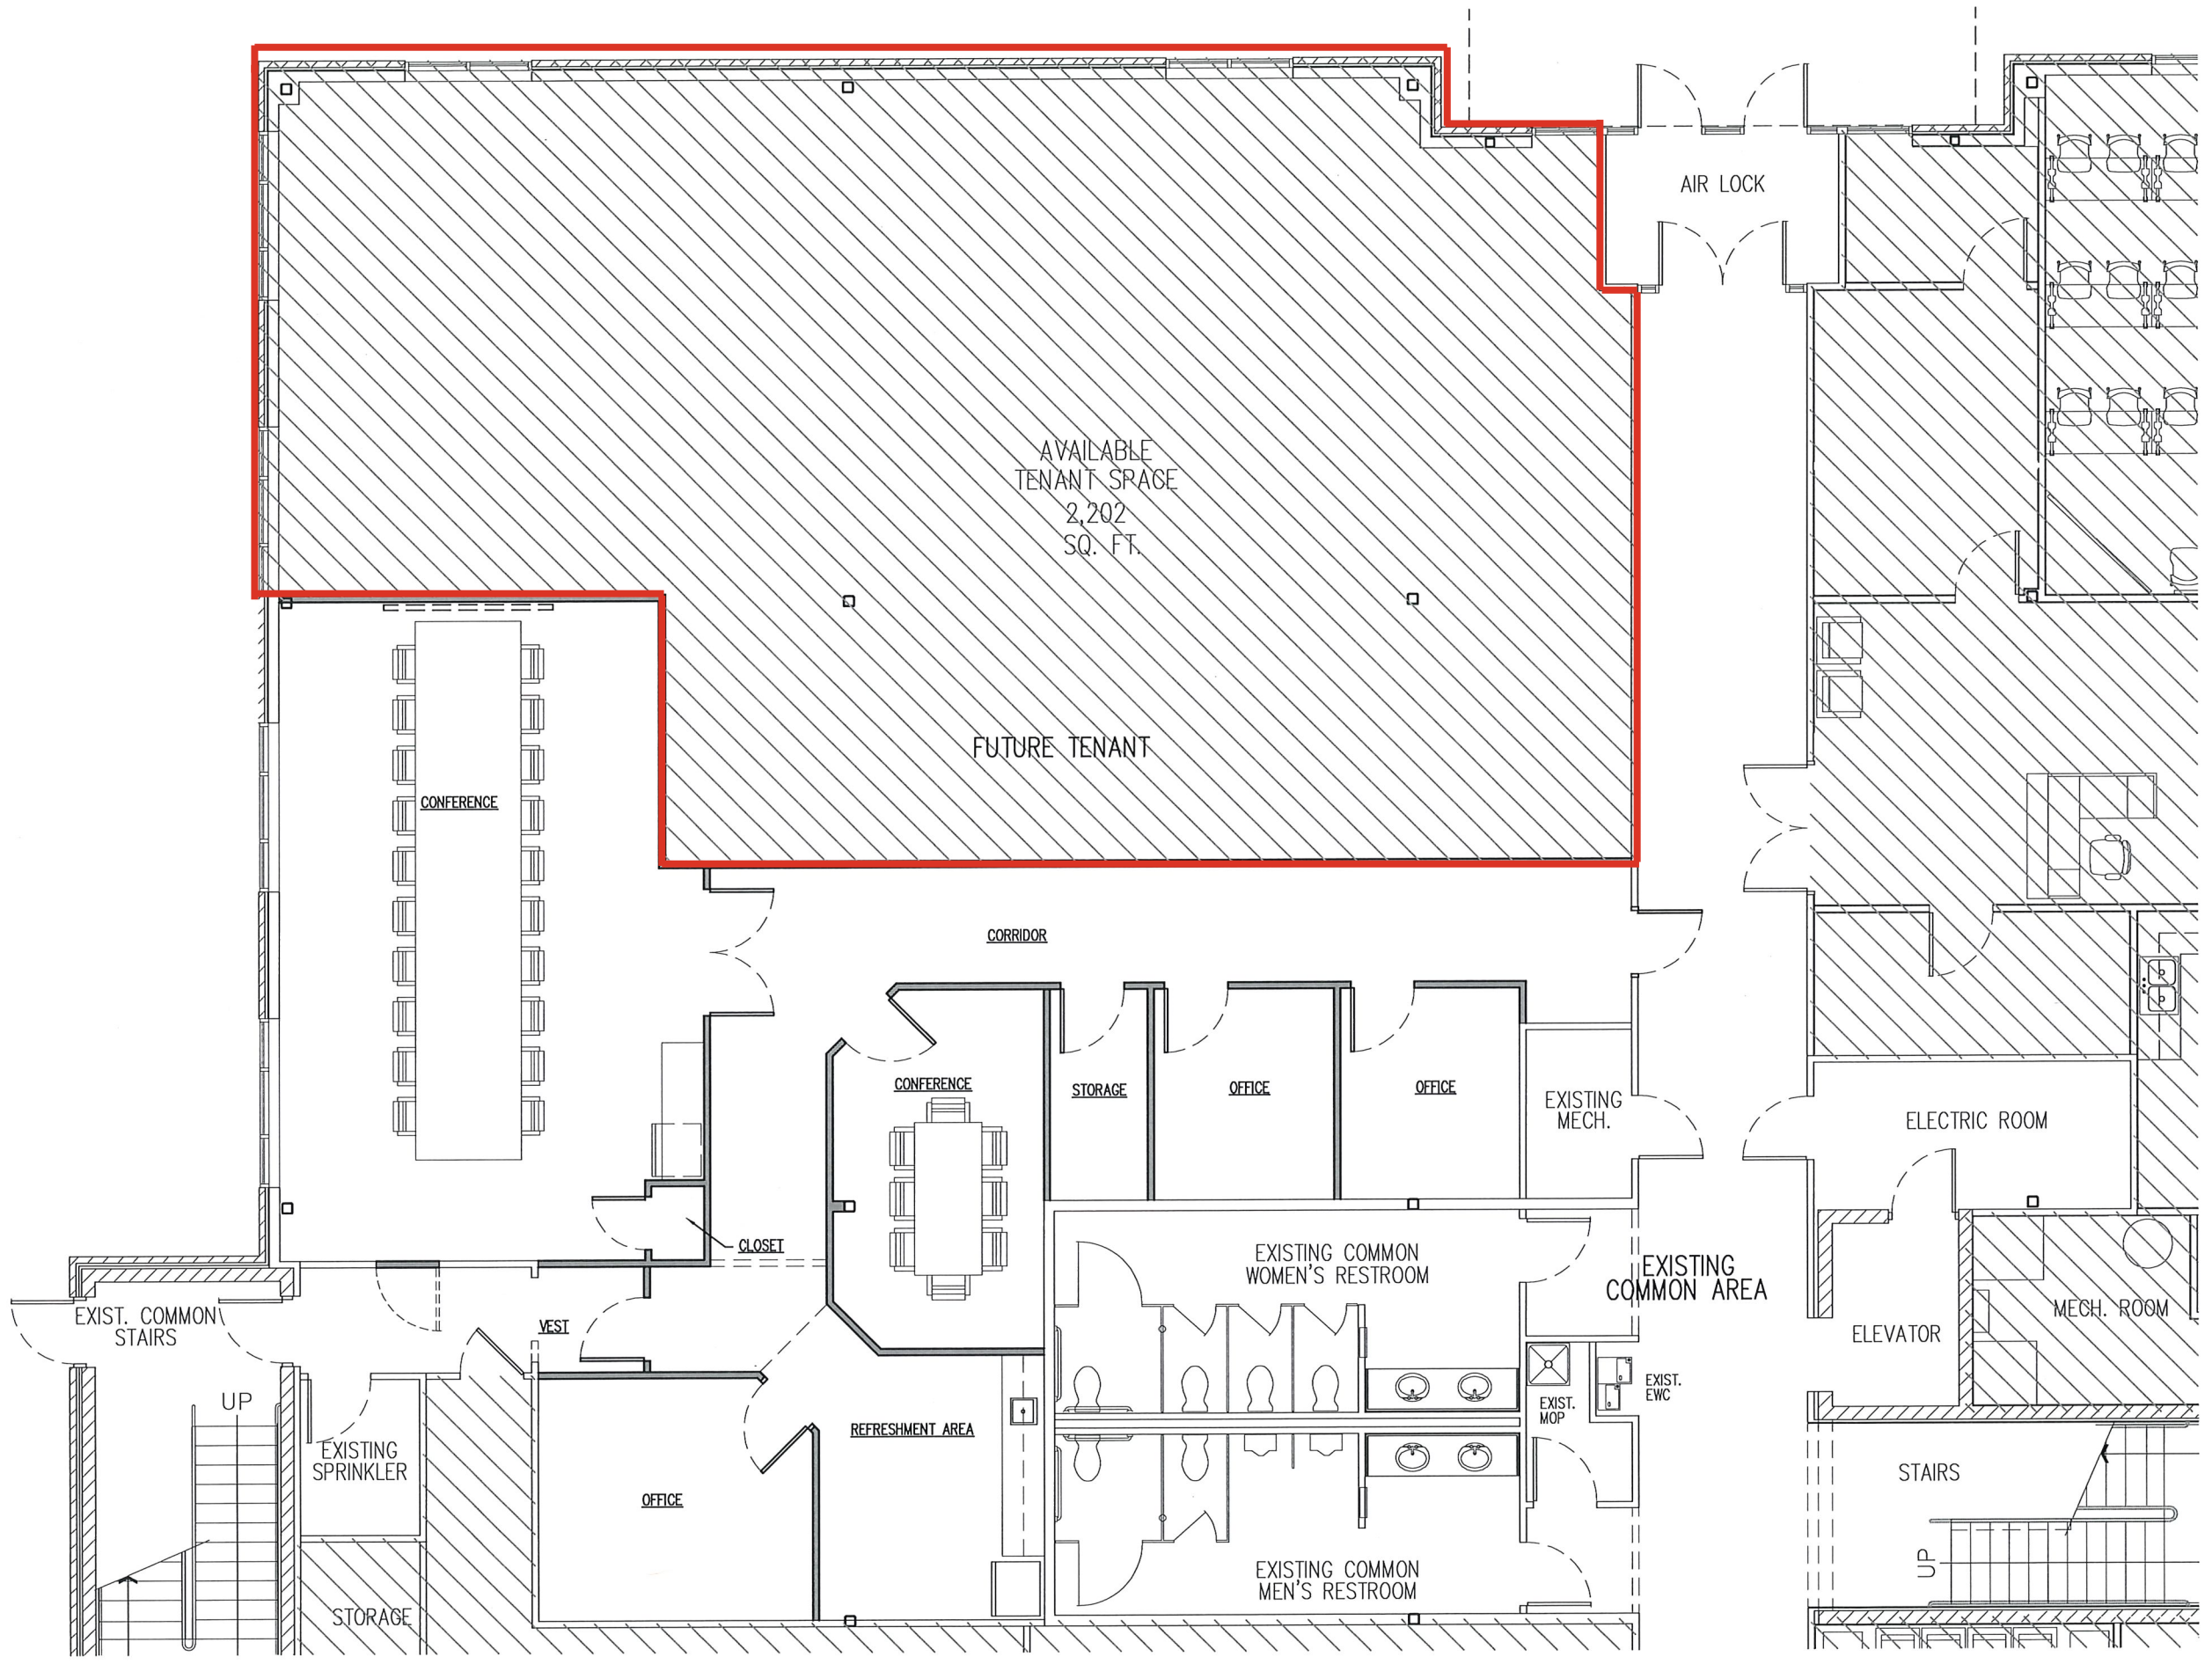 AIR LOCK
AVAILABLE
TENANT SPACE
2,202
SQ. FT.
FUTURE TENANT
CONFERENCE
CORRIDOR
CONFERENCE
STORAGE
OFFICE
OFFICE
EXISTING
MECH.
ELECTRIC ROOM
CLOSET
EXISTING COMMON
WOMEN'S RESTROOM
EXISTING
COMMON AREA
EXIST. COMMON
STAIRS
VEST
MECH. ROOM
ELEVATOR
UP
EXIST.
EWC
EXIST.
MOP
REFRESHMENT AREA
EXISTING
SPRINKLER
OFFICE
STAIRS
UP
EXISTING COMMON
MEN'S RESTROOM
STORAGE